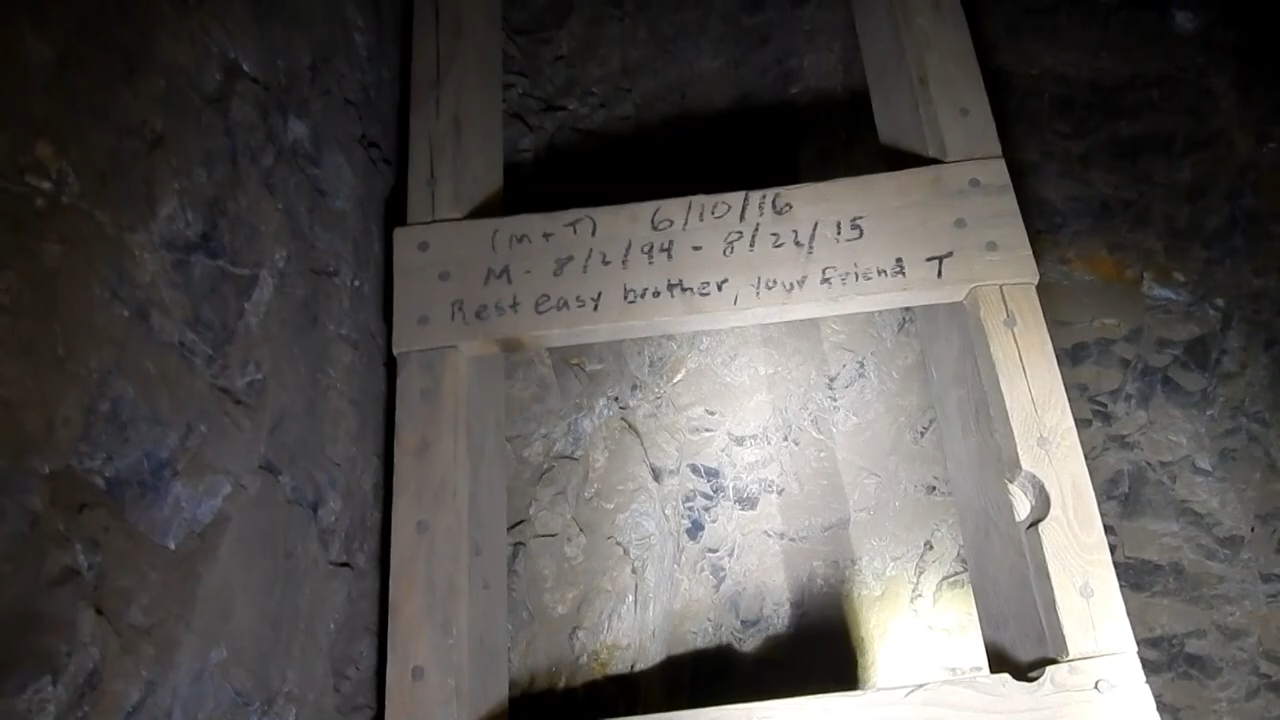 (M + T) 6/10/16
M - 8/2/94 - 8/22/15
Rest easy brother, your friend T